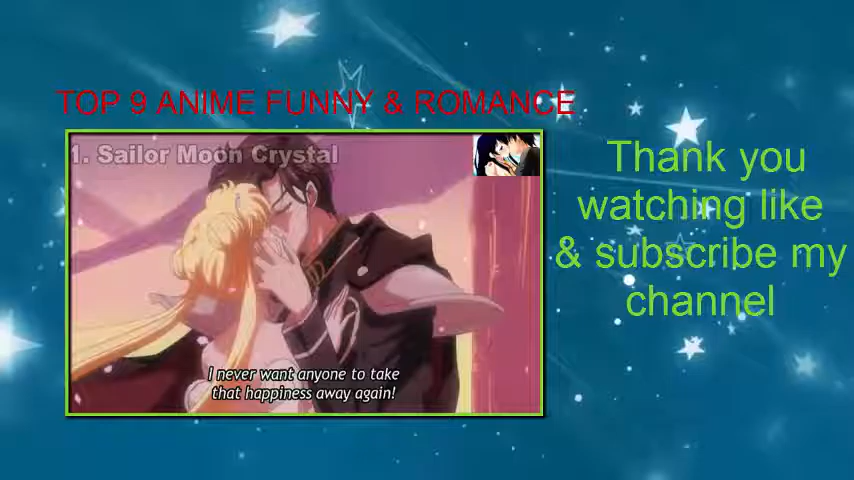 TOP 9 ANIME FUNNY & ROMANCE
1. Sailor Moon Crystal
Thank you
watching like
& subscribe my
channel
I never want anyone to take
that happiness away again!